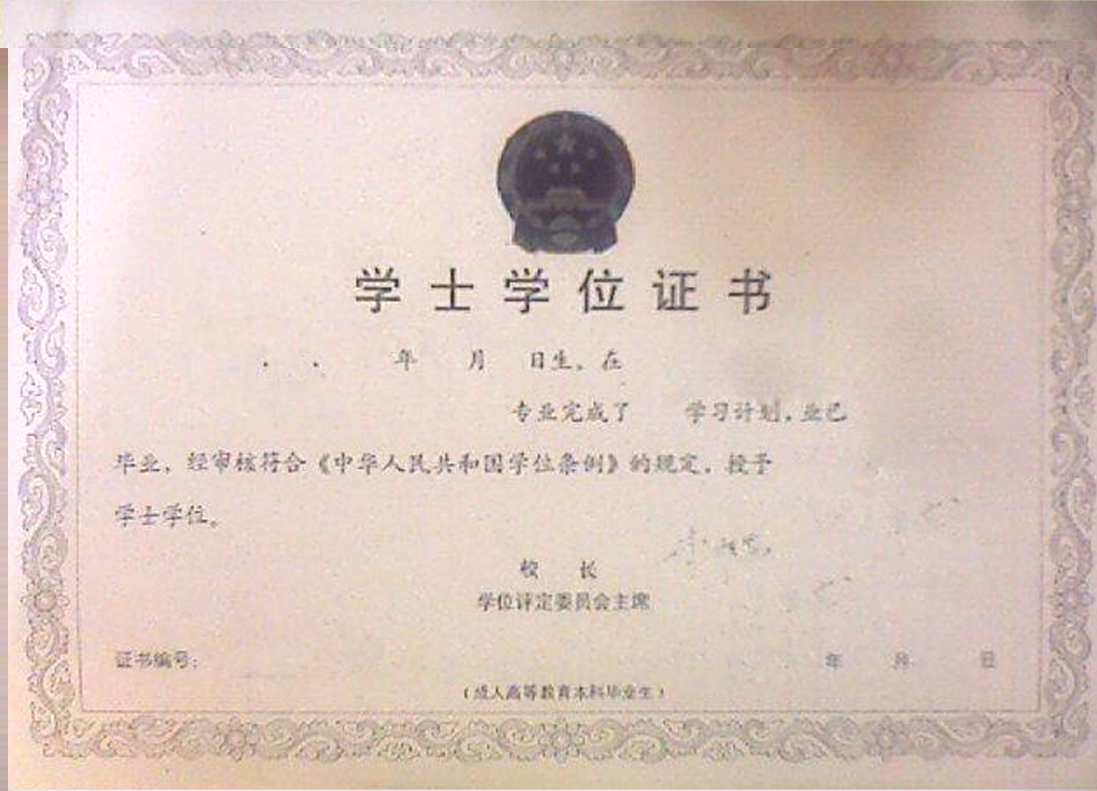 学士学位证书
年 月 日生，在
专业完成了 学习计划，业已
毕业，经审核符合《中华人民共和国学位条例》的规定，授予
学士学位。
校 长
学位评定委员会主席
证书编号： 年 月 日
（成人高等教育本科毕业生）